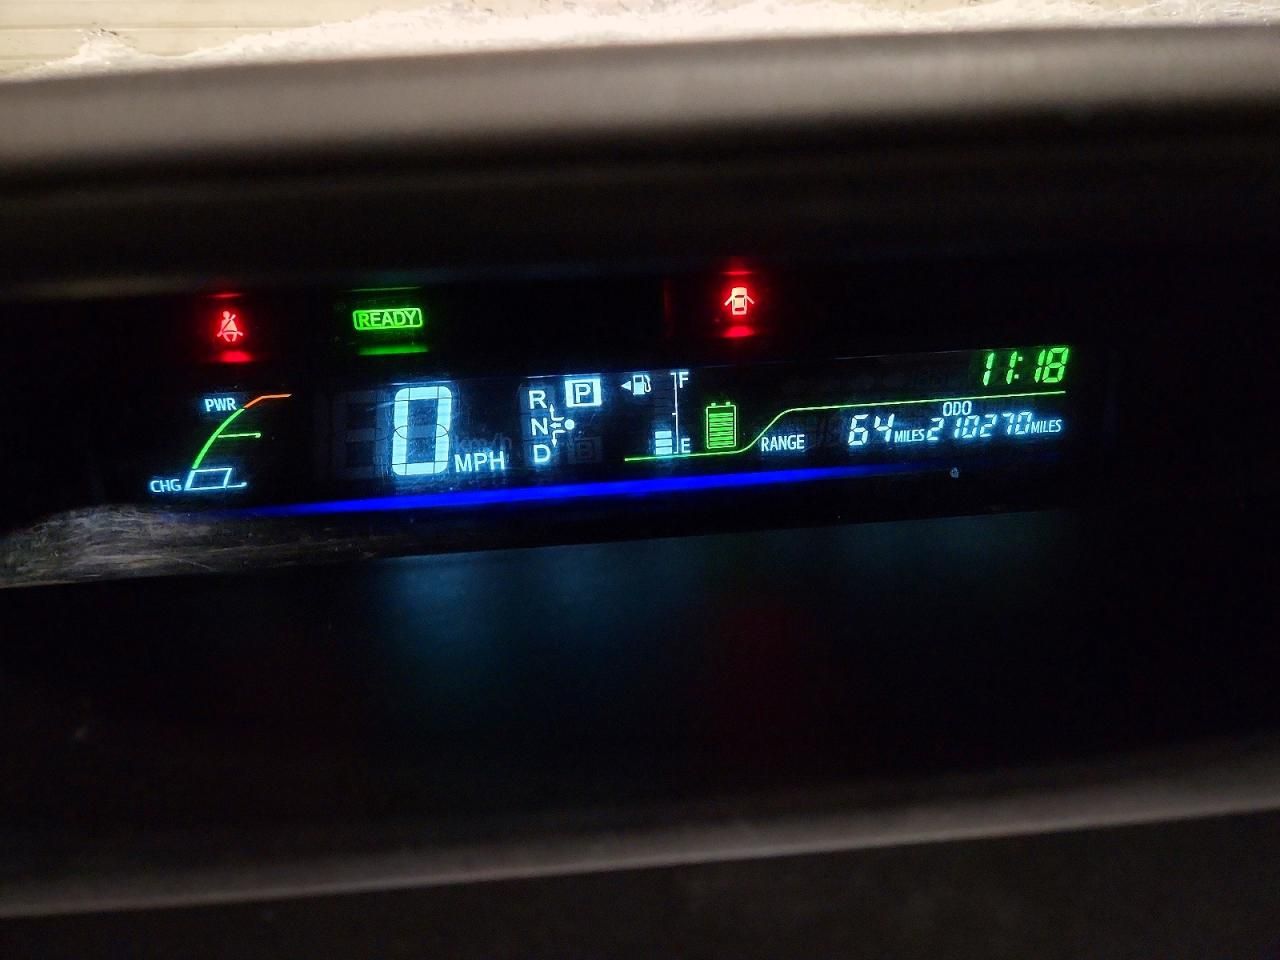 READY
11:18
PWR
CHG
0 MPH
R P
N
D
F
E
ODO
RANGE 64 MILES 210270 MILES